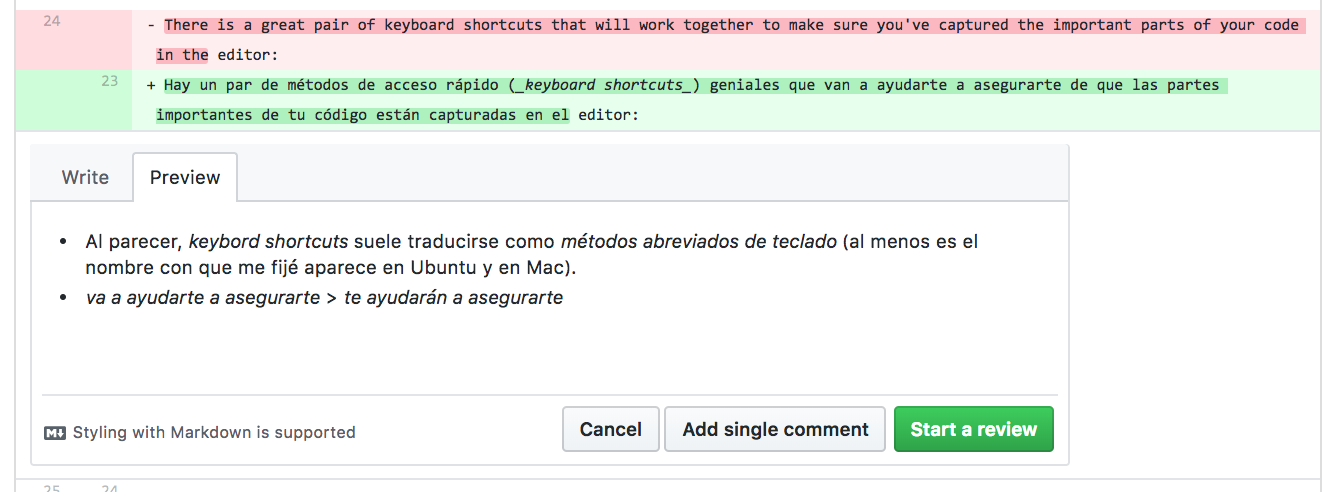 24 - There is a great pair of keyboard shortcuts that will work together to make sure you've captured the important parts of your code
in the editor:
23 + Hay un par de métodos de acceso rápido (_keyboard shortcuts_) geniales que van a ayudarte a asegurarte de que las partes
importantes de tu código están capturadas en el editor:
Write Preview
• Al parecer, keybord shortcuts suele traducirse como métodos abreviados de teclado (al menos es el
nombre con que me fijé aparece en Ubuntu y en Mac).
• va a ayudarte a asegurarte > te ayudarán a asegurarte
M↓ Styling with Markdown is supported
Cancel Add single comment Start a review
25 24